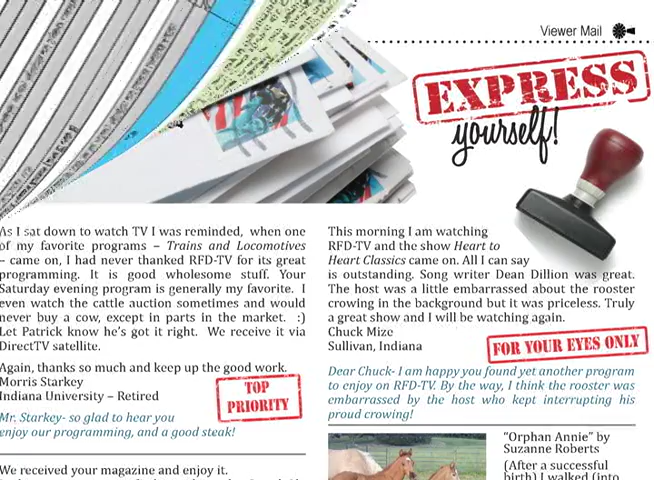 Viewer Mail
EXPRESS
yourself!
As I sat down to watch TV I was reminded, when one
of my favorite programs – Trains and Locomotives
– came on, I had never thanked RFD-TV for its great
programming. It is good wholesome stuff. Your
Saturday evening program is generally my favorite. I
even watch the cattle auction sometimes and would
never buy a cow, except in parts in the market. :)
Let Patrick know he's got it right. We receive it via
DirectTV satellite.
Again, thanks so much and keep up the good work.
Morris Starkey
Indiana University – Retired
TOP
PRIORITY
Mr. Starkey- so glad to hear you
enjoy our programming, and a good steak!
We received your magazine and enjoy it.
This morning I am watching
RFD-TV and the show Heart to
Heart Classics came on. All I can say
is outstanding. Song writer Dean Dillion was great.
The host was a little embarrassed about the rooster
crowing in the background but it was priceless. Truly
a great show and I will be watching again.
Chuck Mize
Sullivan, Indiana
FOR YOUR EYES ONLY
Dear Chuck- I am happy you found yet another program
to enjoy on RFD-TV. By the way, I think the rooster was
embarrassed by the host who kept interrupting his
proud crowing!
"Orphan Annie" by
Suzanne Roberts
(After a successful
birth) I walked (into